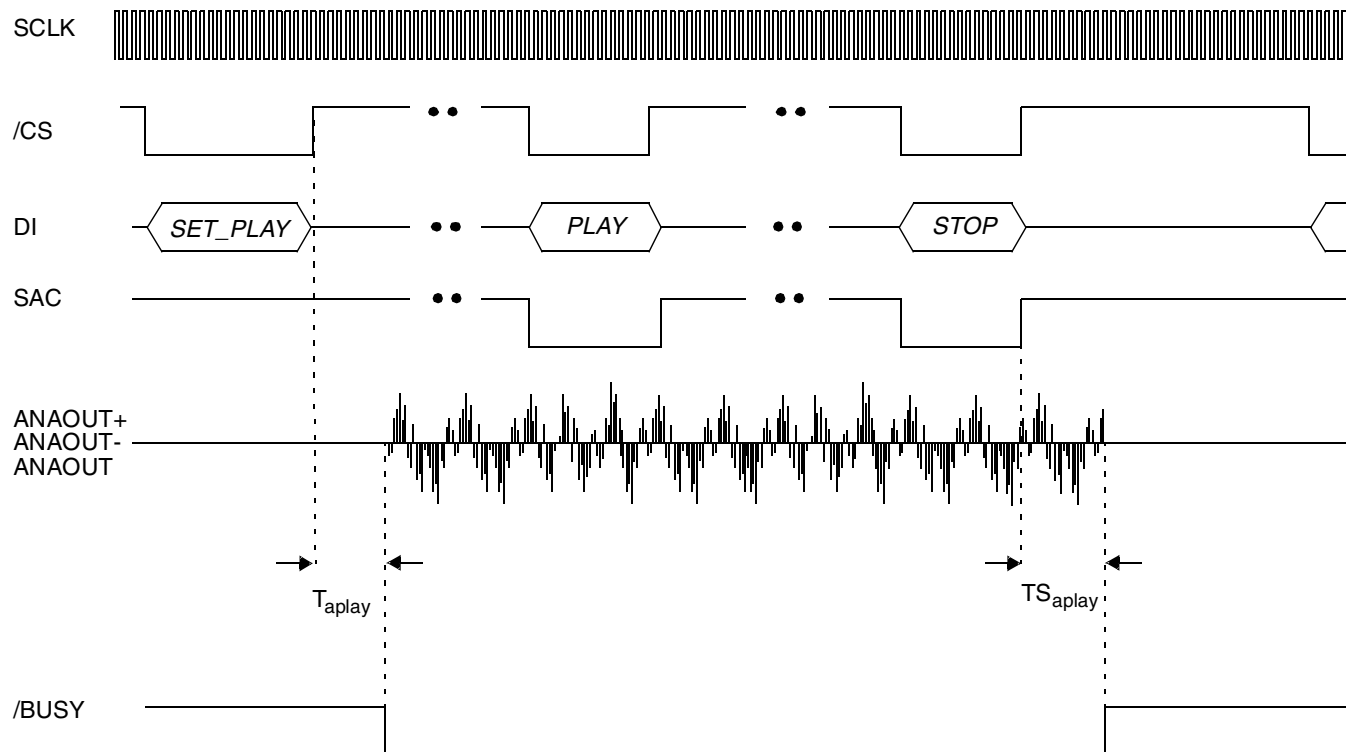 SCLK
/CS
DI
SET_PLAY
PLAY
STOP
SAC
ANAOUT+
ANAOUT-
ANAOUT
Taplay
TSaplay
/BUSY